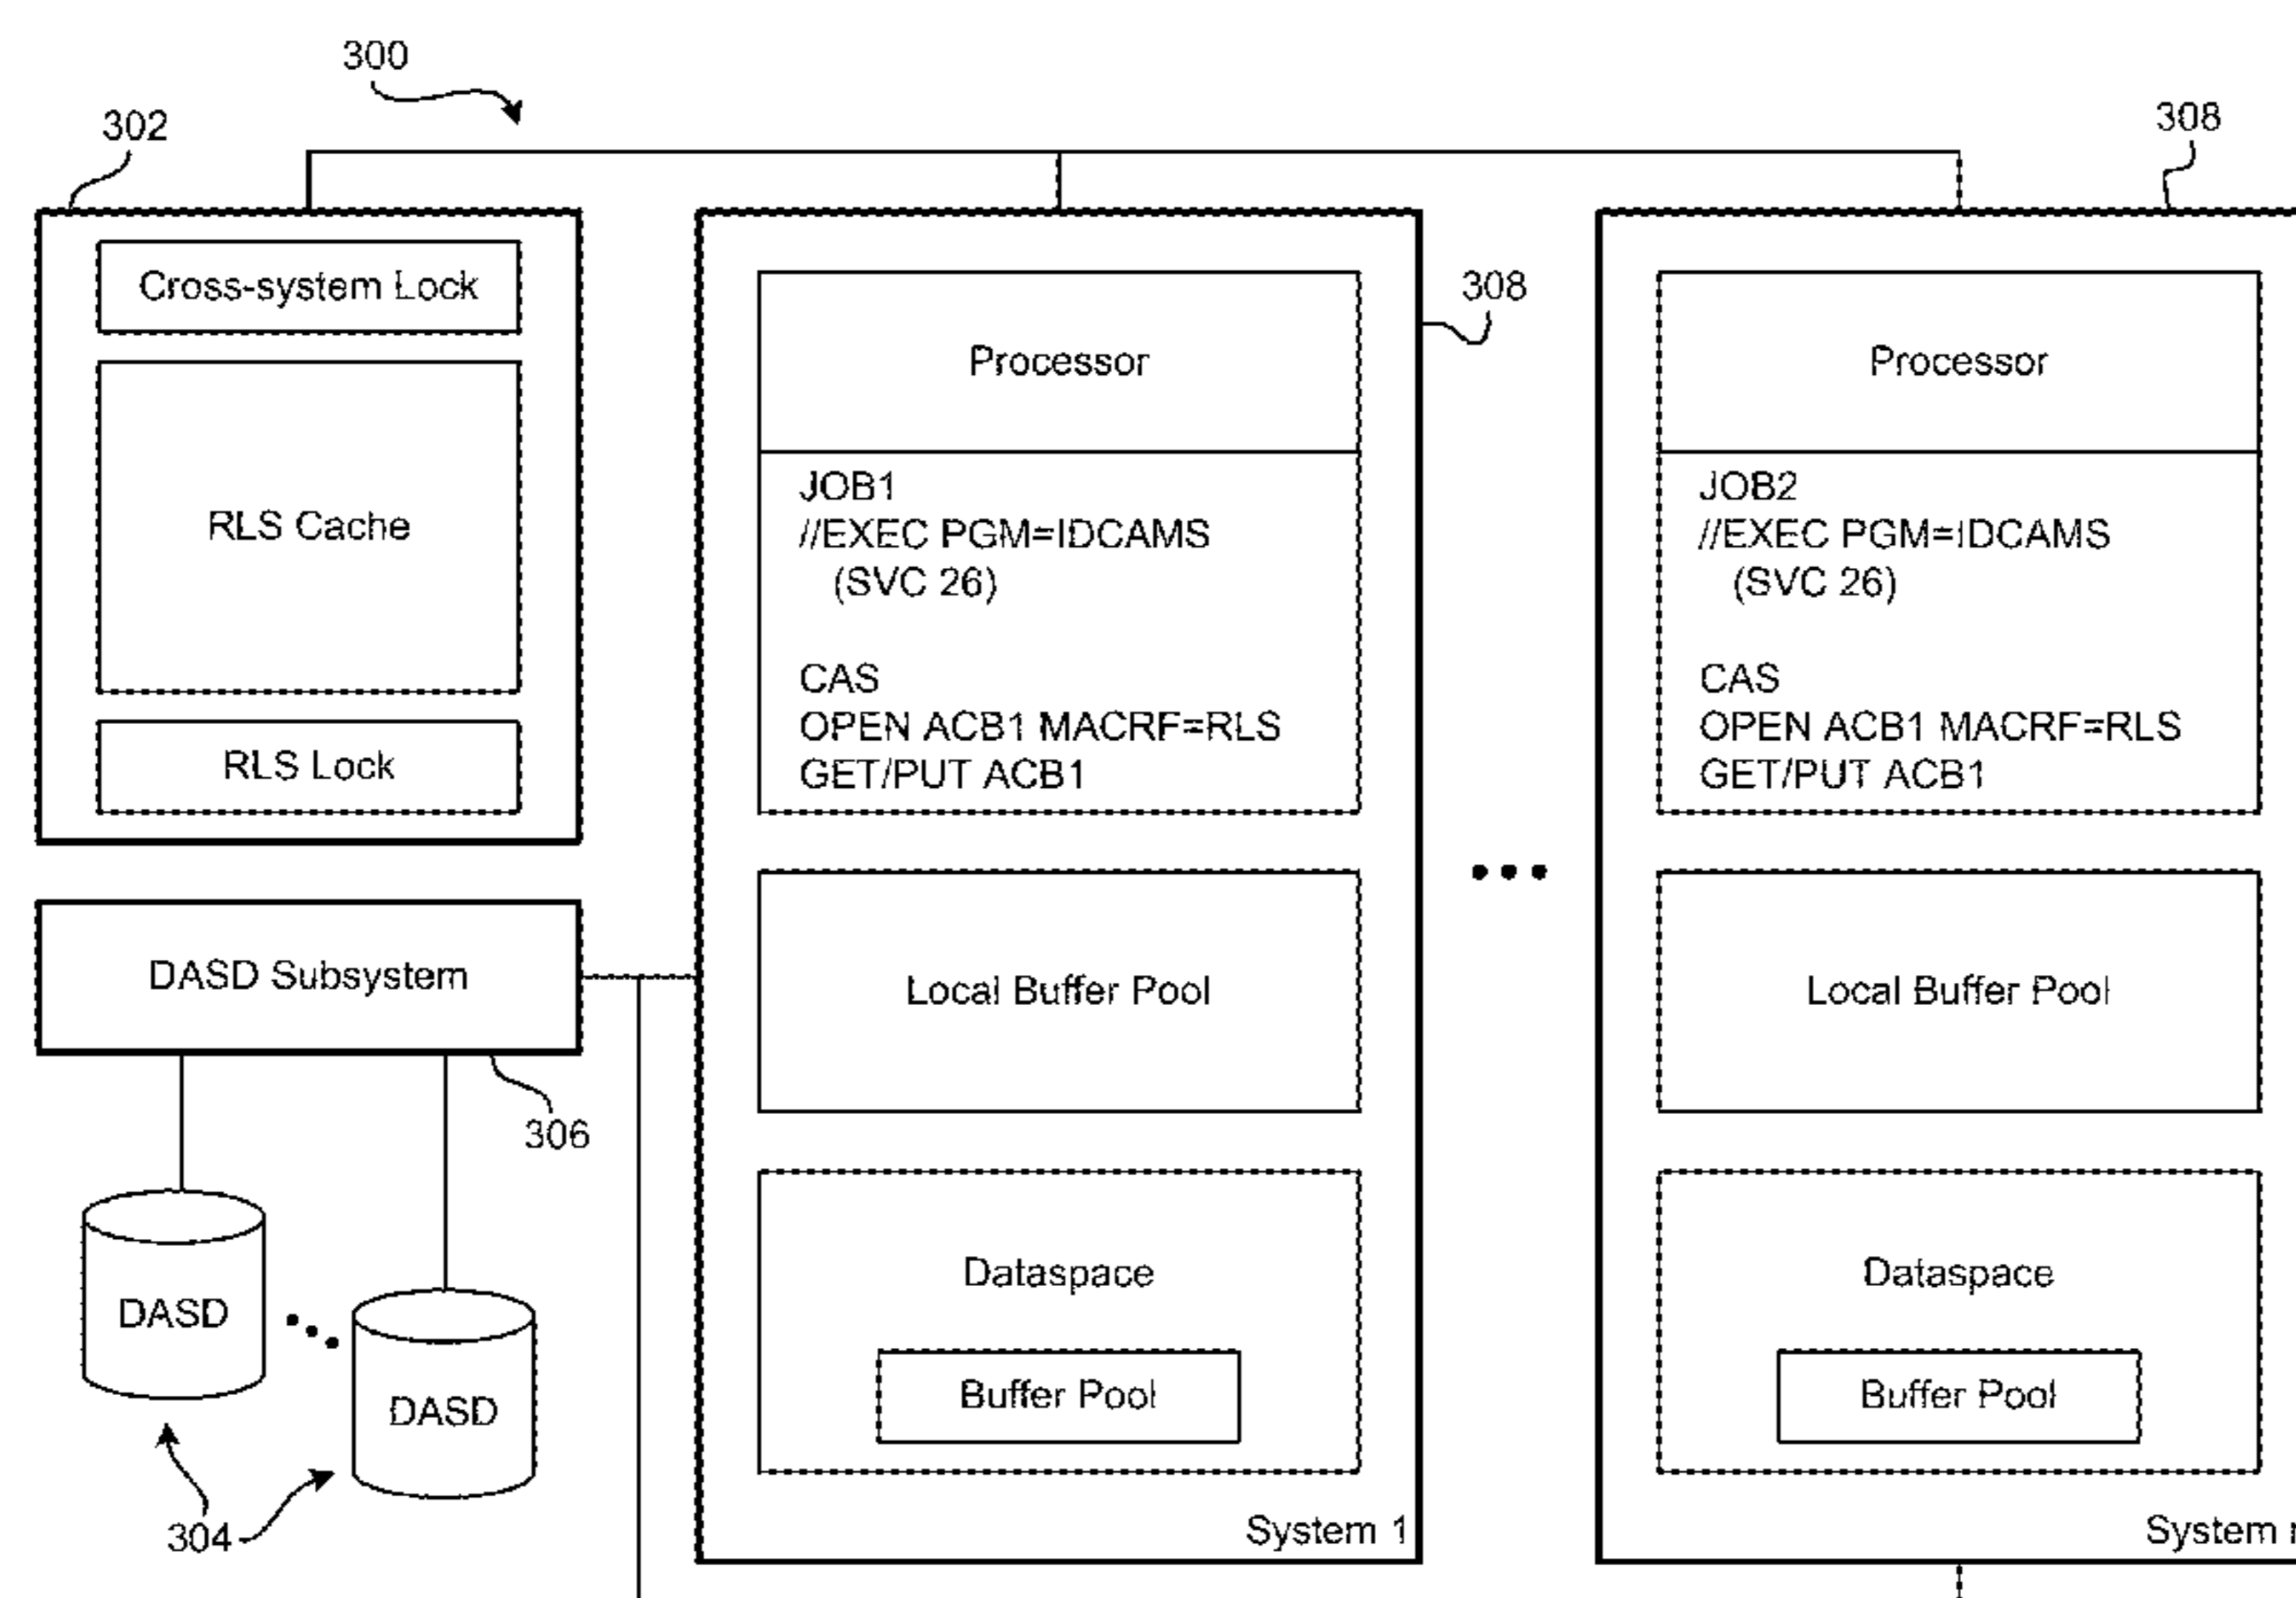 300
302
308
Cross-system Lock
RLS Cache
RLS Lock
308
Processor
JOB1
//EXEC PGM=IDCAMS
(SVC 26)
CAS
OPEN ACB1 MACRF=RLS
GET/PUT ACB1
Local Buffer Pool
Dataspace
Buffer Pool
System 1
Processor
JOB2
//EXEC PGM=IDCAMS
(SVC 26)
CAS
OPEN ACB1 MACRF=RLS
GET/PUT ACB1
Local Buffer Pool
Dataspace
Buffer Pool
System
DASD Subsystem
306
DASD
DASD
304